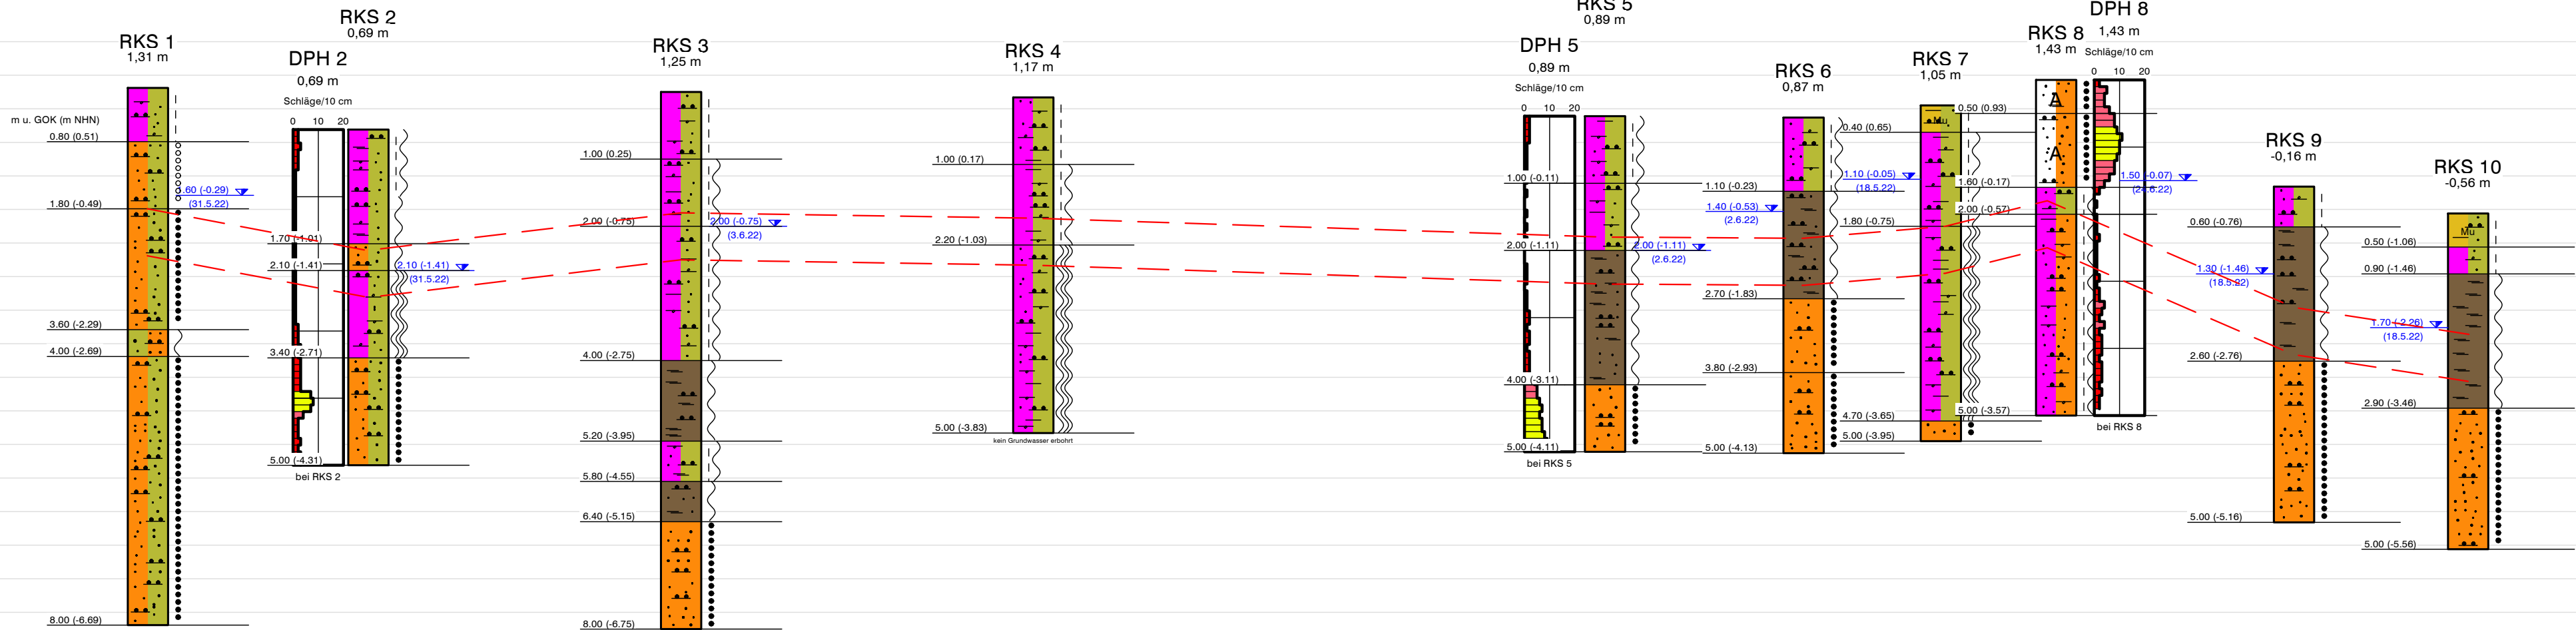 RKS 1
1,31 m
m u. GOK (m NHN)
0.80 (0.51)
1.60 (-0.29)
(31.5.22)
1.80 (-0.49)
3.60 (-2.29)
4.00 (-2.69)
8.00 (-6.69)
RKS 2
0,69 m
DPH 2
0,69 m
Schläge/10 cm
0 10 20
1.70 (-1.01)
2.10 (-1.41)
2.10 (-1.41)
(31.5.22)
3.40 (-2.71)
5.00 (-4.31)
bei RKS 2
RKS 3
1,25 m
1.00 (0.25)
2.00 (-0.75)
2.00 (-0.75)
(3.6.22)
4.00 (-2.75)
5.20 (-3.95)
5.80 (-4.55)
6.40 (-5.15)
8.00 (-6.75)
RKS 4
1,17 m
1.00 (0.17)
2.20 (-1.03)
5.00 (-3.83)
kein Grundwasser erbohrt
RKS 5
0,89 m
DPH 5
0,89 m
Schläge/10 cm
0 10 20
1.00 (-0.11)
2.00 (-1.11)
2.00 (-1.11)
(2.6.22)
4.00 (-3.11)
5.00 (-4.11)
bei RKS 5
RKS 6
0,87 m
1.10 (-0.23)
1.40 (-0.53)
(2.6.22)
2.70 (-1.83)
3.80 (-2.93)
5.00 (-4.13)
RKS 7
1,05 m
Mu
0.40 (0.65)
1.10 (-0.05)
(18.5.22)
1.80 (-0.75)
4.70 (-3.65)
5.00 (-3.95)
RKS 8
1,43 m
A
A
0.50 (0.93)
1.60 (-0.17)
2.00 (-0.57)
5.00 (-3.57)
DPH 8
1,43 m
Schläge/10 cm
0 10 20
1.50 (-0.07)
bei RKS 8
RKS 9
-0,16 m
0.60 (-0.76)
1.30 (-1.46)
(18.5.22)
2.60 (-2.76)
5.00 (-5.16)
RKS 10
-0,56 m
Mu
0.50 (-1.06)
0.90 (-1.46)
1.70 (-2.26)
(18.5.22)
2.90 (-3.46)
5.00 (-5.56)